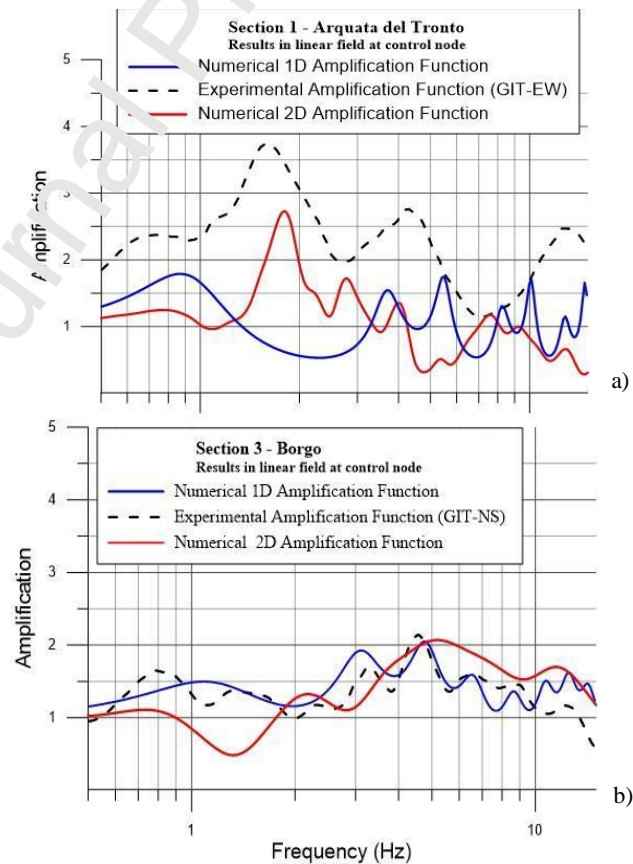 Section 1 - Arquata del Tronto
Results in linear field at control node
Numerical 1D Amplification Function
Experimental Amplification Function (GIT-EW)
Numerical 2D Amplification Function
5
4
3
2
1
a)
Section 3 - Borgo
Results in linear field at control node
Numerical 1D Amplification Function
Experimental Amplification Function (GIT-NS)
Numerical 2D Amplification Function
5
4
3
2
1
Amplification
b)
1
10
Frequency (Hz)